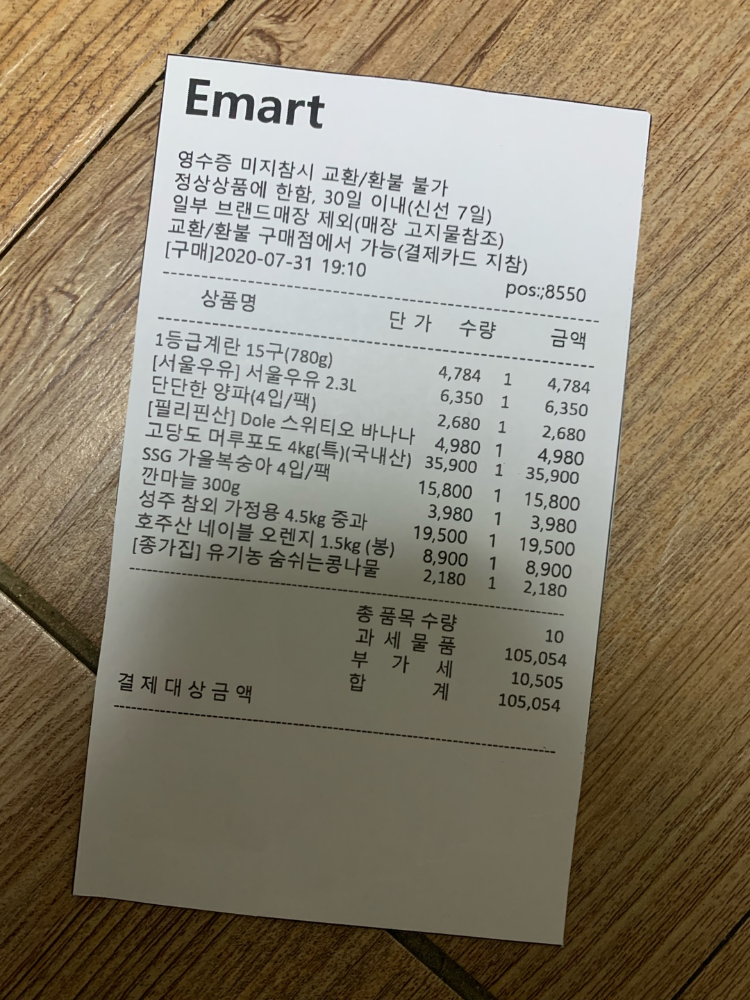 Emart
영수증 미지참시 교환/환불 불가
정상상품에 한함, 30일 이내(신선 7일)
일부 브랜드매장 제외(매장 고지물참조)
교환/환불 구매점에서 가능(결제카드 지참)
[구매]2020-07-31 19:10 pos:;8550
상품명 단 가 수량 금액
1등급계란 15구(780g) 4,784 1 4,784
[서울우유] 서울우유 2.3L 6,350 1 6,350
단단한 양파(4입/팩) 2,680 1 2,680
[필리핀산] Dole 스위티오 바나나 4,980 1 4,980
고당도 머루포도 4kg(특)(국내산) 35,900 1 35,900
SSG 가을복숭아 4입/팩 15,800 1 15,800
깐마늘 300g 3,980 1 3,980
성주 참외 가정용 4.5kg 중과 19,500 1 19,500
호주산 네이블 오렌지 1.5kg (봉) 8,900 1 8,900
[종가집] 유기농 숨쉬는콩나물 2,180 1 2,180
총 품목 수량 10
과 세 물 품 105,054
부 가 세 10,505
합 계 105,054
결 제 대 상 금 액